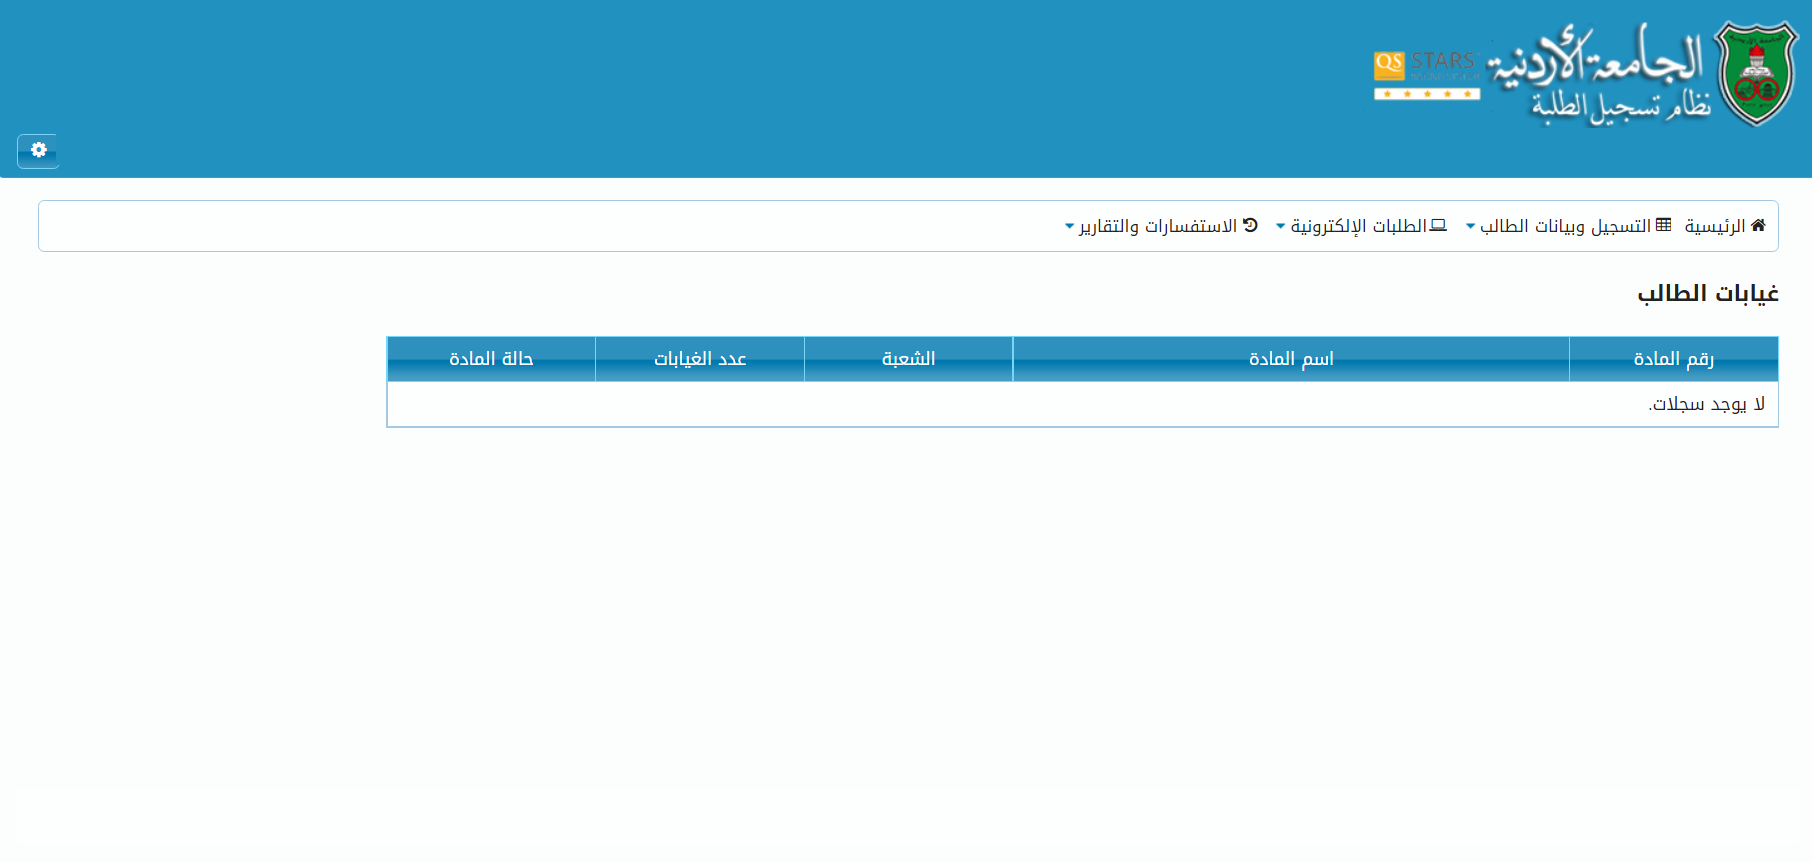 الجامعة الأردنية
نظام تسجيل الطلبة
QS STARS
الرئيسية التسجيل وبيانات الطالب الطلبات الإلكترونية الاستفسارات والتقارير
غيابات الطالب
رقم المادة اسم المادة الشعبة عدد الغيابات حالة المادة
لا يوجد سجلات.